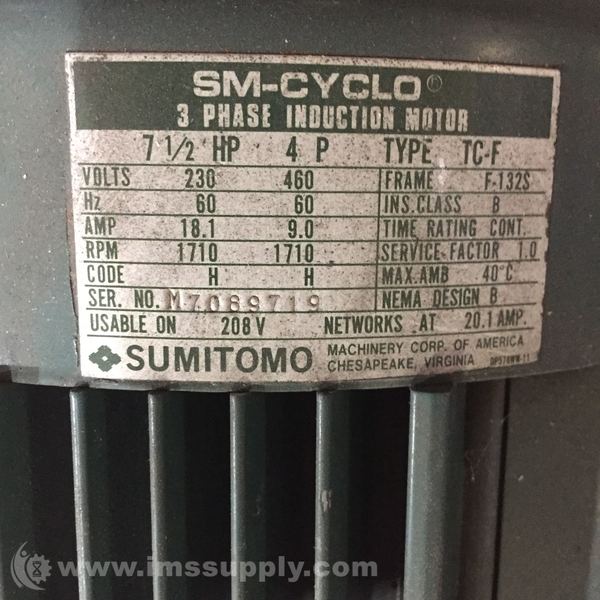 SM-CYCLO®
3 PHASE INDUCTION MOTOR
7 1/2 HP 4 P TYPE TC-F
VOLTS 230 460 FRAME F-132S
Hz 60 60 INS.CLASS B
AMP 18.1 9.0 TIME RATING CONT.
RPM 1710 1710 SERVICE FACTOR 1.0
CODE H H MAX.AMB 40°C
SER. NO. M7089719 NEMA DESIGN B
USABLE ON 208 V NETWORKS AT 20.1 AMP.
SUMITOMO MACHINERY CORP. OF AMERICA
CHESAPEAKE, VIRGINIA DP578WW-11
www.imssupply.com